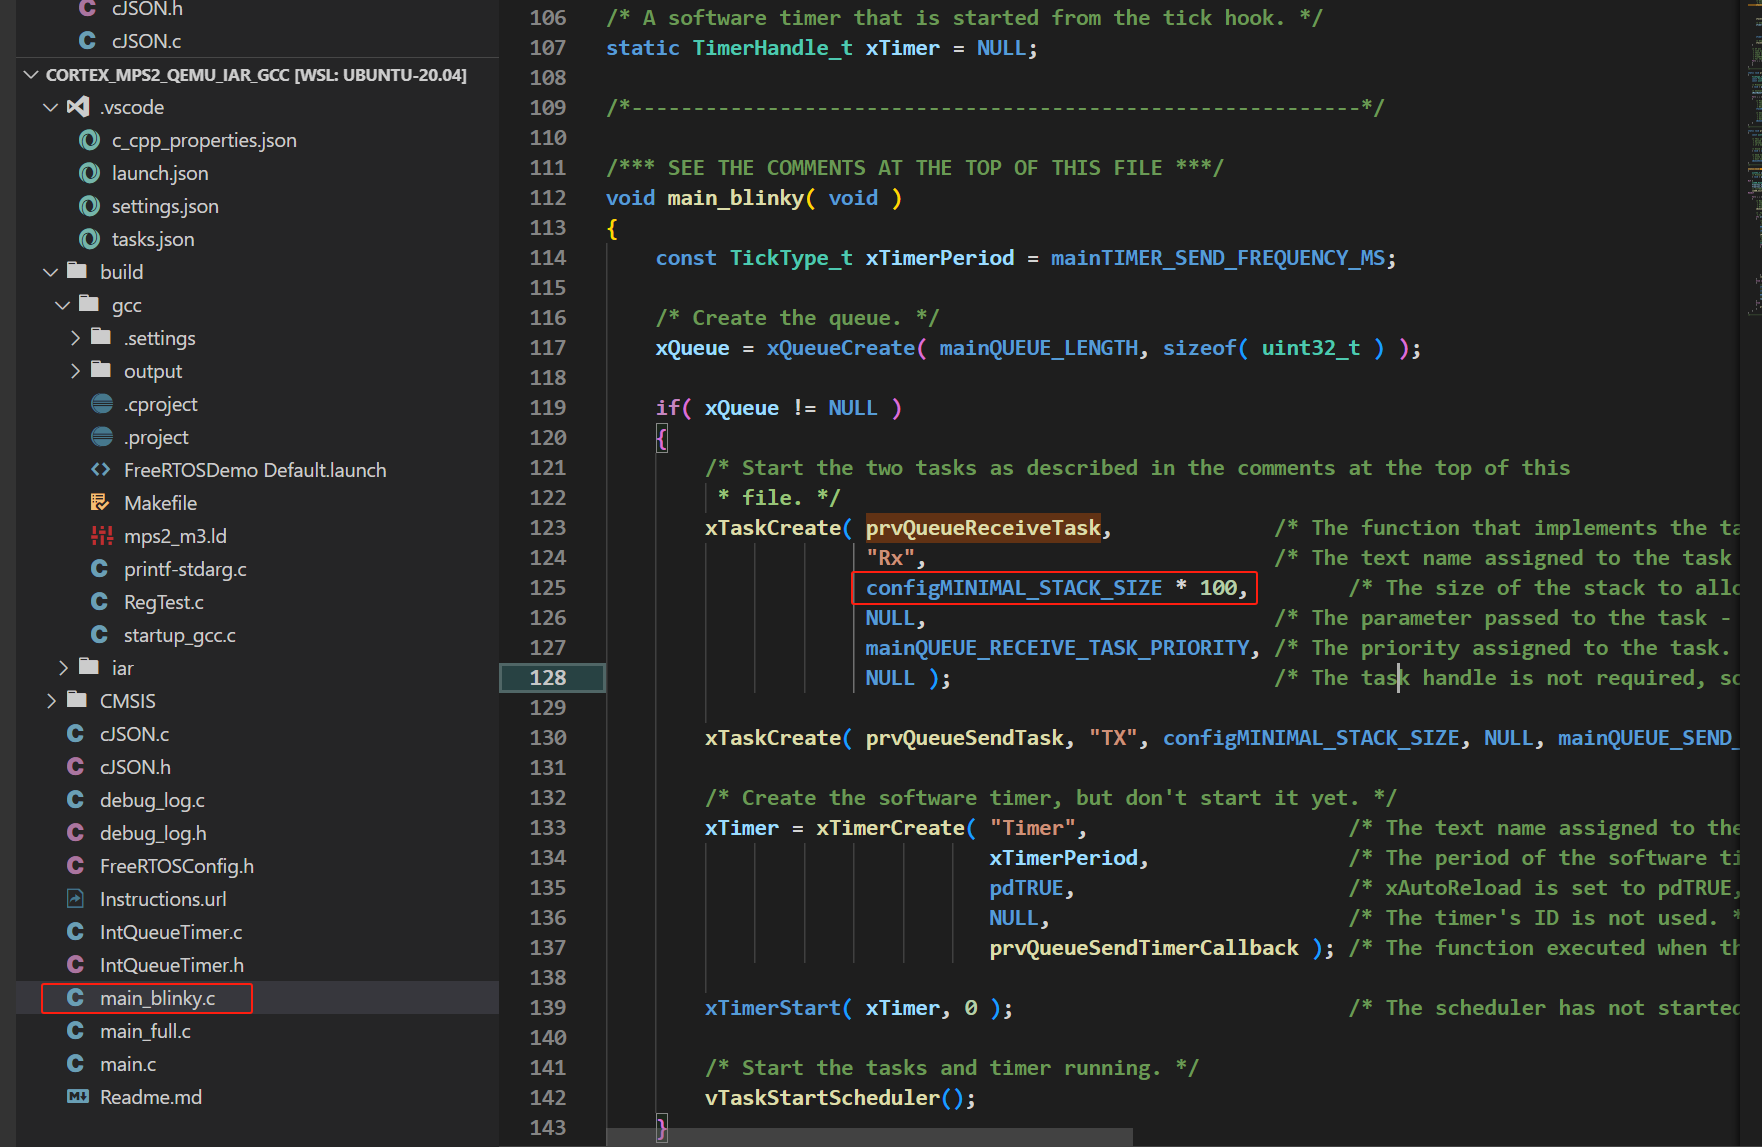 cJSON.h
cJSON.c
CORTEX_MPS2_QEMU_IAR_GCC [WSL: UBUNTU-20.04]
.vscode
c_cpp_properties.json
launch.json
settings.json
tasks.json
build
gcc
.settings
output
.cproject
.project
FreeRTOSDemo Default.launch
Makefile
mps2_m3.ld
printf-stdarg.c
RegTest.c
startup_gcc.c
iar
CMSIS
cJSON.c
cJSON.h
debug_log.c
debug_log.h
FreeRTOSConfig.h
Instructions.url
IntQueueTimer.c
IntQueueTimer.h
main_blinky.c
main_full.c
main.c
Readme.md
106 /* A software timer that is started from the tick hook. */
107 static TimerHandle_t xTimer = NULL;
108
109 /*-----------------------------------------------------------*/
110
111 /*** SEE THE COMMENTS AT THE TOP OF THIS FILE ***/
112 void main_blinky( void )
113 {
114 const TickType_t xTimerPeriod = mainTIMER_SEND_FREQUENCY_MS;
115
116 /* Create the queue. */
117 xQueue = xQueueCreate( mainQUEUE_LENGTH, sizeof( uint32_t ) );
118
119 if( xQueue != NULL )
120 {
121 /* Start the two tasks as described in the comments at the top of this
122 * file. */
123 xTaskCreate( prvQueueReceiveTask, /* The function that implements the ta
124 "Rx", /* The text name assigned to the task
125 configMINIMAL_STACK_SIZE * 100, /* The size of the stack to allo
126 NULL, /* The parameter passed to the task -
127 mainQUEUE_RECEIVE_TASK_PRIORITY, /* The priority assigned to the task.
128 NULL ); /* The task handle is not required, so
129
130 xTaskCreate( prvQueueSendTask, "TX", configMINIMAL_STACK_SIZE, NULL, mainQUEUE_SEND_
131
132 /* Create the software timer, but don't start it yet. */
133 xTimer = xTimerCreate( "Timer", /* The text name assigned to the
134 xTimerPeriod, /* The period of the software ti
135 pdTRUE, /* xAutoReload is set to pdTRUE,
136 NULL, /* The timer's ID is not used. *
137 prvQueueSendTimerCallback ); /* The function executed when th
138
139 xTimerStart( xTimer, 0 ); /* The scheduler has not started
140
141 /* Start the tasks and timer running. */
142 vTaskStartScheduler();
143 }